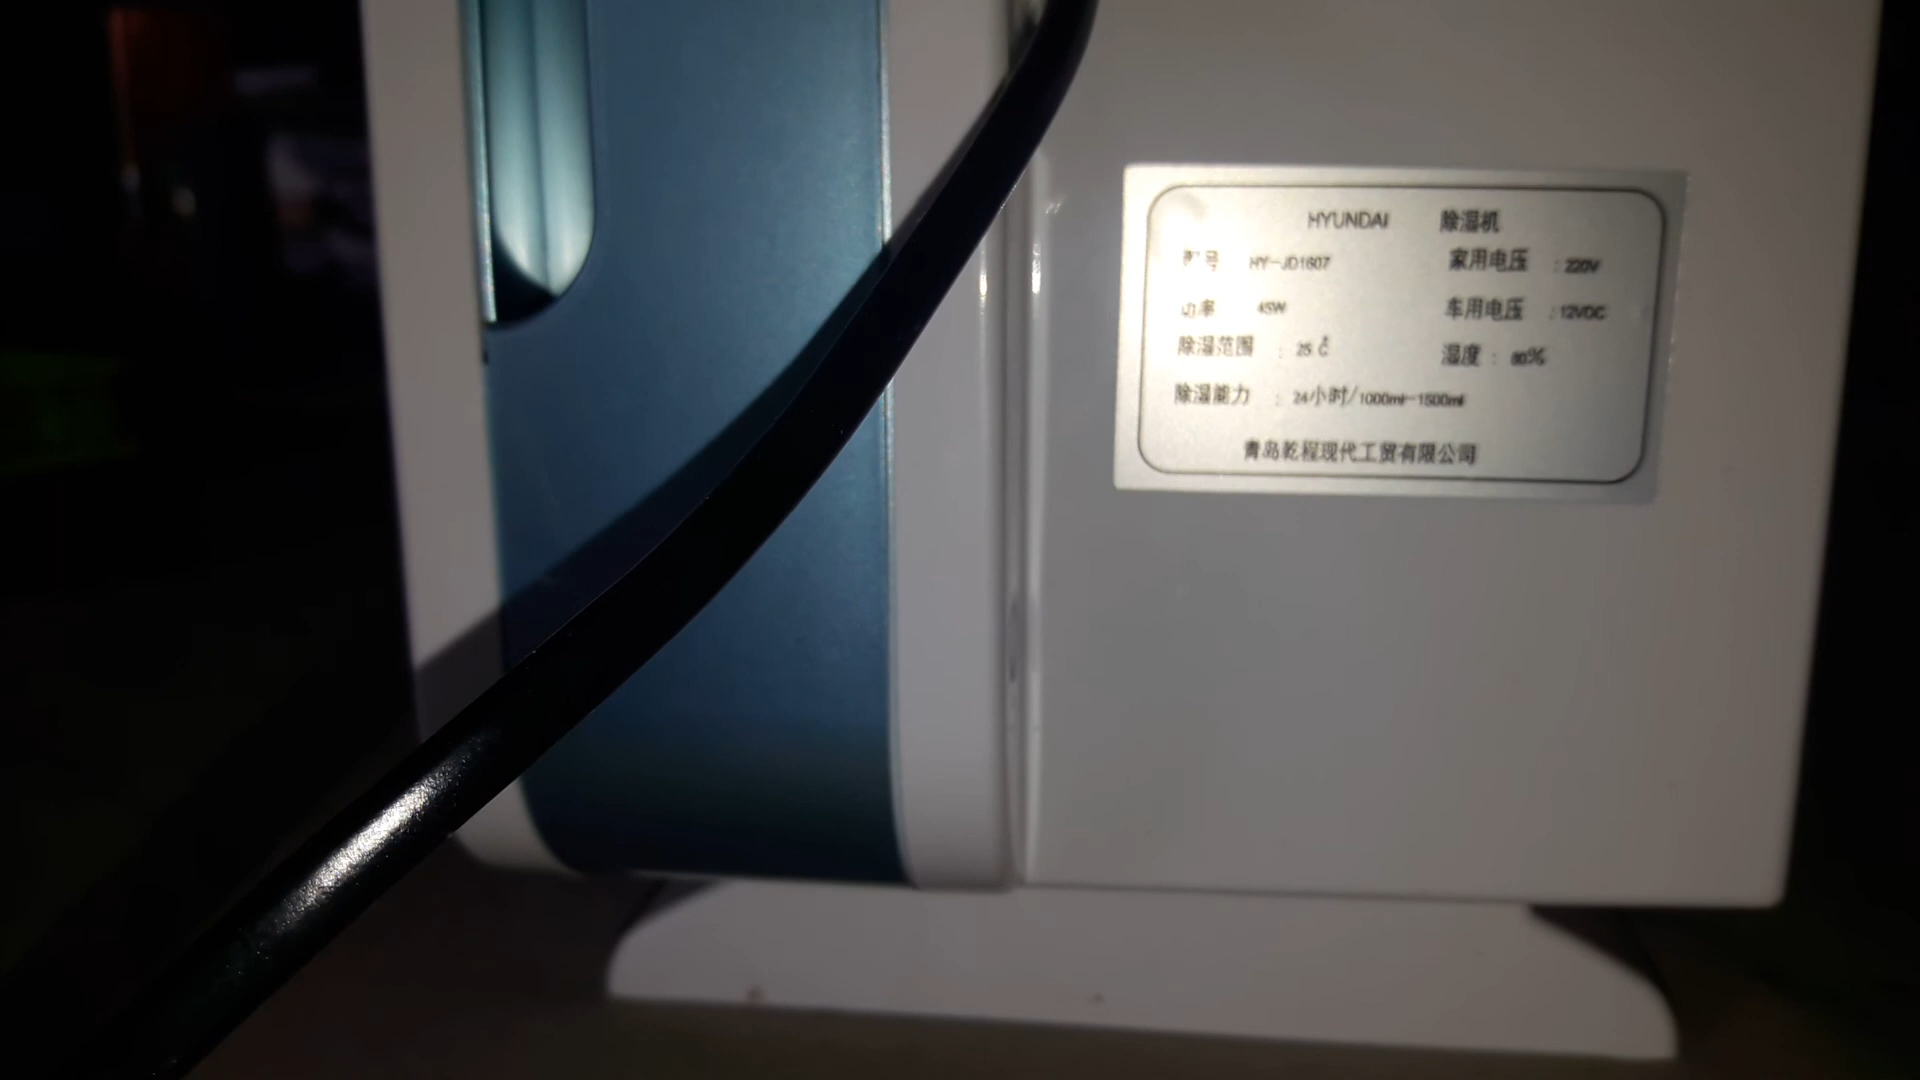 HYUNDAI 除湿机
型号 HY-JD1607 家用电压 : 220V
功率 45W 车用电压 : 12VDC
除湿范围 : 25℃ 湿度 : 80%
除湿能力 : 24小时/1000ml-1500ml
青岛乾程现代工贸有限公司